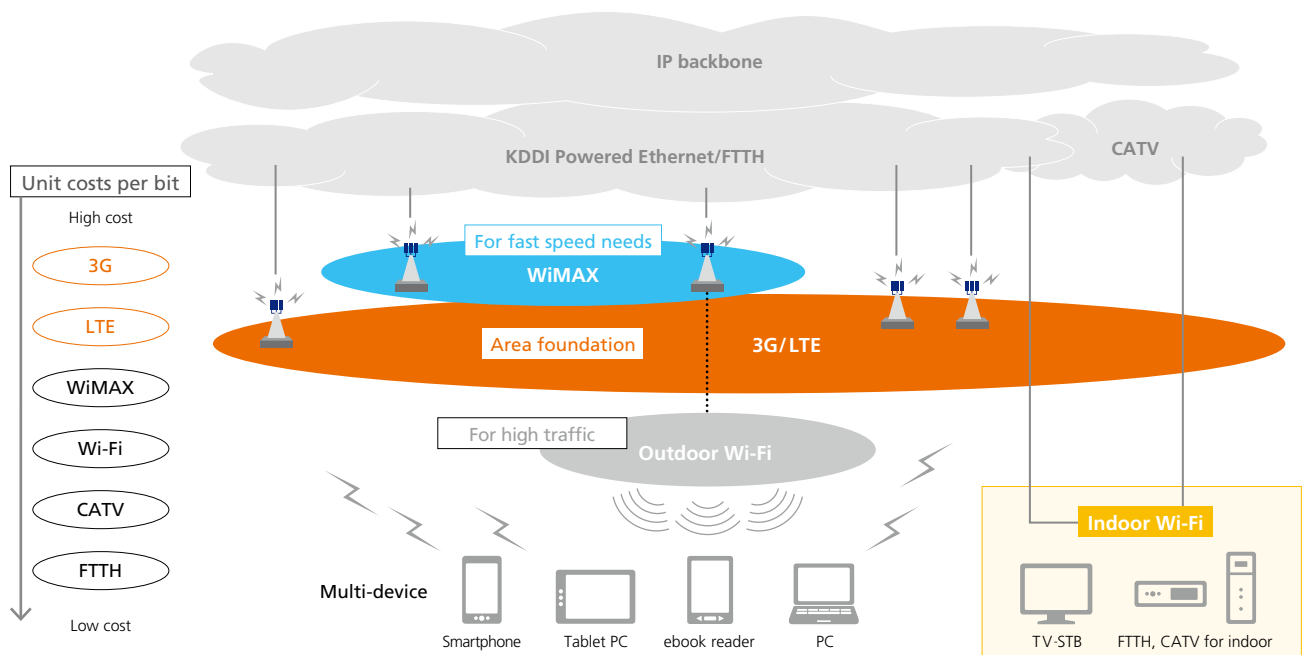 IP backbone
KDDI Powered Ethernet/FTTH
CATV
Unit costs per bit
High cost
3G
LTE
WiMAX
Wi-Fi
CATV
FTTH
Low cost
For fast speed needs
WiMAX
Area foundation
3G/LTE
For high traffic
Outdoor Wi-Fi
Multi-device
Smartphone
Tablet PC
ebook reader
PC
Indoor Wi-Fi
TV-STB
FTTH, CATV for indoor